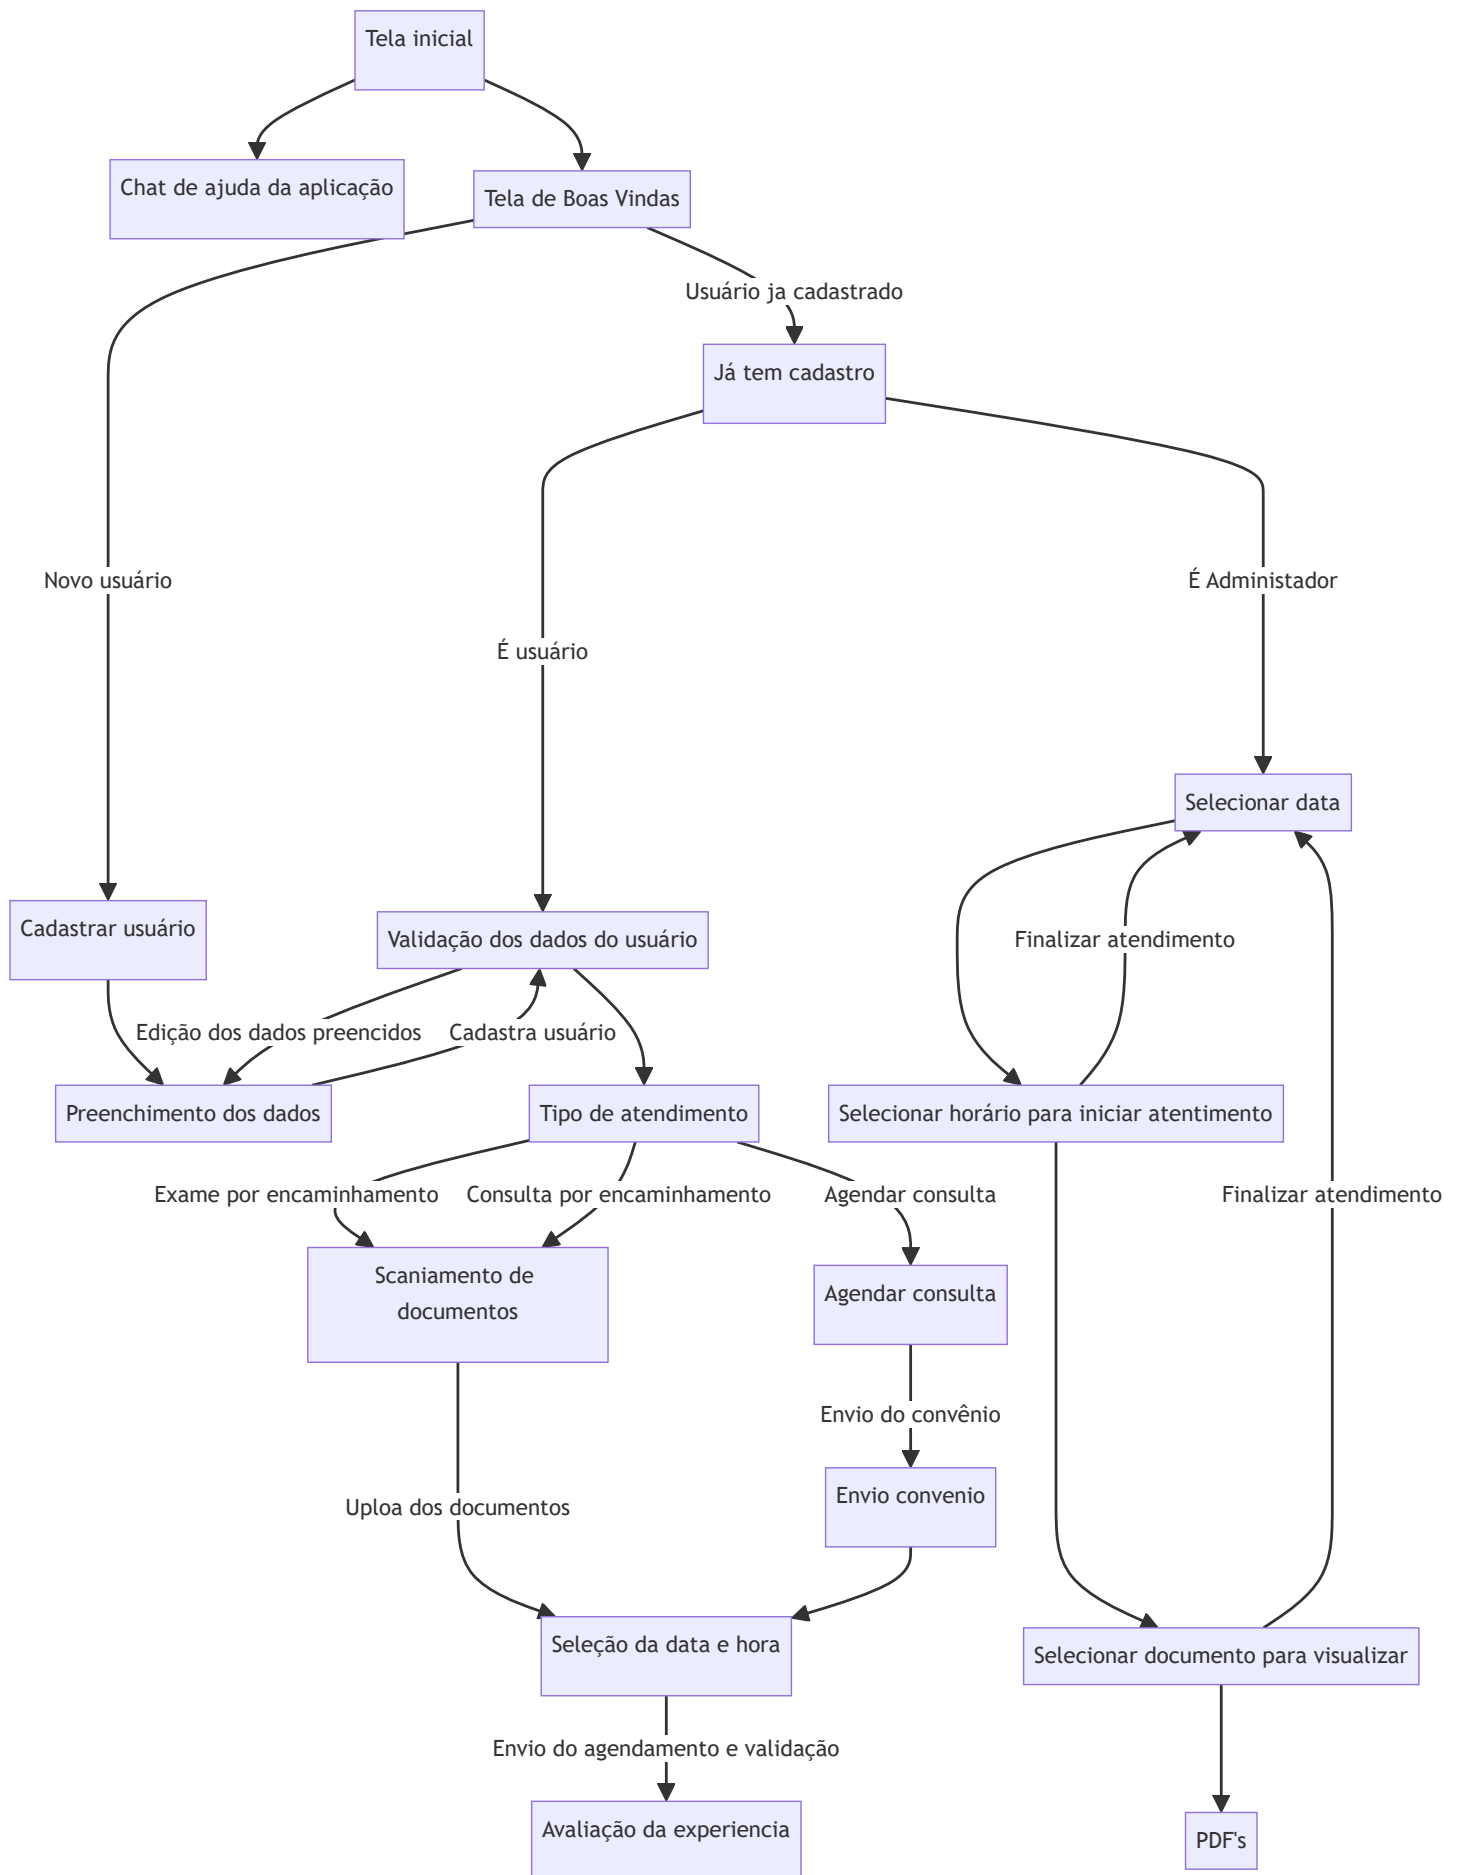 Tela inicial
Chat de ajuda da aplicação
Tela de Boas Vindas
Usuário ja cadastrado
Já tem cadastro
Novo usuário
É Administador
É usuário
Selecionar data
Cadastrar usuário
Validação dos dados do usuário
Finalizar atendimento
Edição dos dados preencidos
Cadastra usuário
Preenchimento dos dados
Tipo de atendimento
Selecionar horário para iniciar atentimento
Exame por encaminhamento
Consulta por encaminhamento
Agendar consulta
Finalizar atendimento
Scaniamento de
documentos
Agendar consulta
Envio do convênio
Envio convenio
Uploa dos documentos
Seleção da data e hora
Selecionar documento para visualizar
Envio do agendamento e validação
Avaliação da experiencia
PDF's